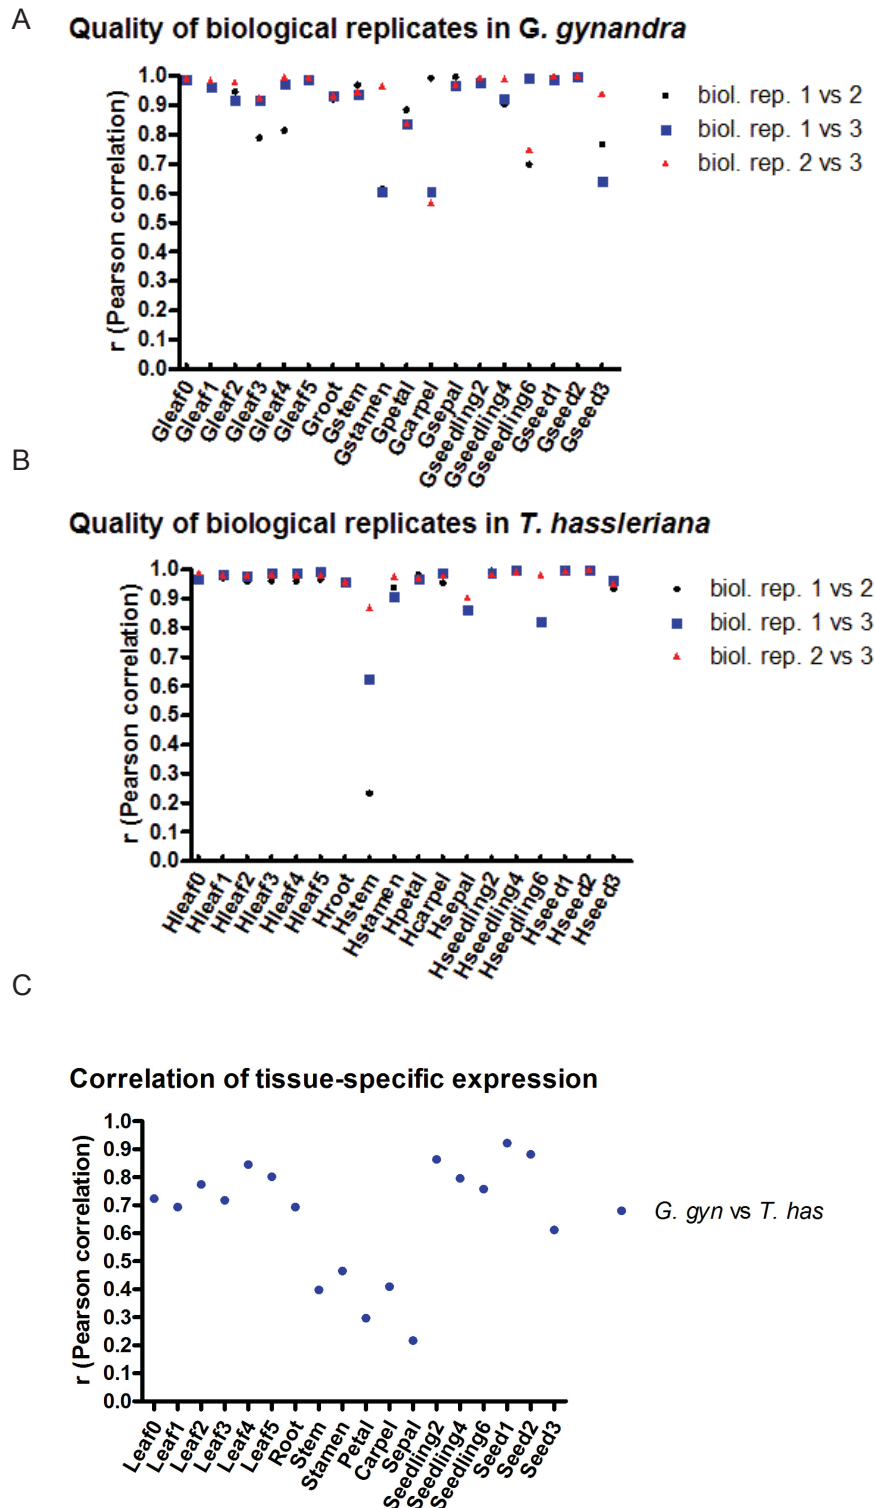 A
Quality of biological replicates in G. gynandra
r (Pearson correlation)
1.0
0.9
0.8
0.7
0.6
0.5
0.4
0.3
0.2
0.1
0.0
Gleaf0
Gleaf1
Gleaf2
Gleaf3
Gleaf4
Gleaf5
Groot
Gstem
Gstamen
Gpetal
Gcarpel
Gsepal
Gseedling2
Gseedling4
Gseedling6
Gseed1
Gseed2
Gseed3
biol. rep. 1 vs 2
biol. rep. 1 vs 3
biol. rep. 2 vs 3
B
Quality of biological replicates in T. hassleriana
r (Pearson correlation)
1.0
0.9
0.8
0.7
0.6
0.5
0.4
0.3
0.2
0.1
0.0
Hleaf0
Hleaf1
Hleaf2
Hleaf3
Hleaf4
Hleaf5
Hroot
Hstem
Hstamen
Hpetal
Hcarpel
Hsepal
Hseedling2
Hseedling4
Hseedling6
Hseed1
Hseed2
Hseed3
biol. rep. 1 vs 2
biol. rep. 1 vs 3
biol. rep. 2 vs 3
C
Correlation of tissue-specific expression
r (Pearson correlation)
1.0
0.9
0.8
0.7
0.6
0.5
0.4
0.3
0.2
0.1
0.0
Leaf0
Leaf1
Leaf2
Leaf3
Leaf4
Leaf5
Root
Stem
Stamen
Petal
Carpel
Sepal
Seedling2
Seedling4
Seedling6
Seed1
Seed2
Seed3
G. gyn vs T. has